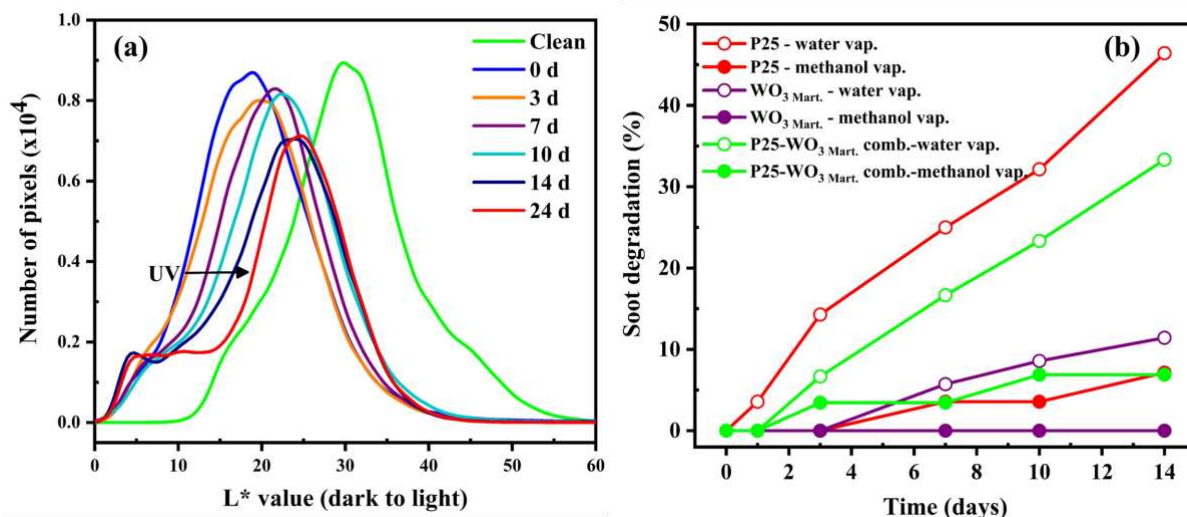 (a)
Number of pixels (x10⁴)
1.0
0.8
0.6
0.4
0.2
0.0
Clean
0 d
3 d
7 d
10 d
14 d
24 d
UV
0 10 20 30 40 50 60
L* value (dark to light)
(b)
Soot degradation (%)
50
40
30
20
10
0
P25 - water vap.
P25 - methanol vap.
WO₃ Mart. - water vap.
WO₃ Mart. - methanol vap.
P25-WO₃ Mart. comb.-water vap.
P25-WO₃ Mart. comb.-methanol vap.
0 2 4 6 8 10 12 14
Time (days)